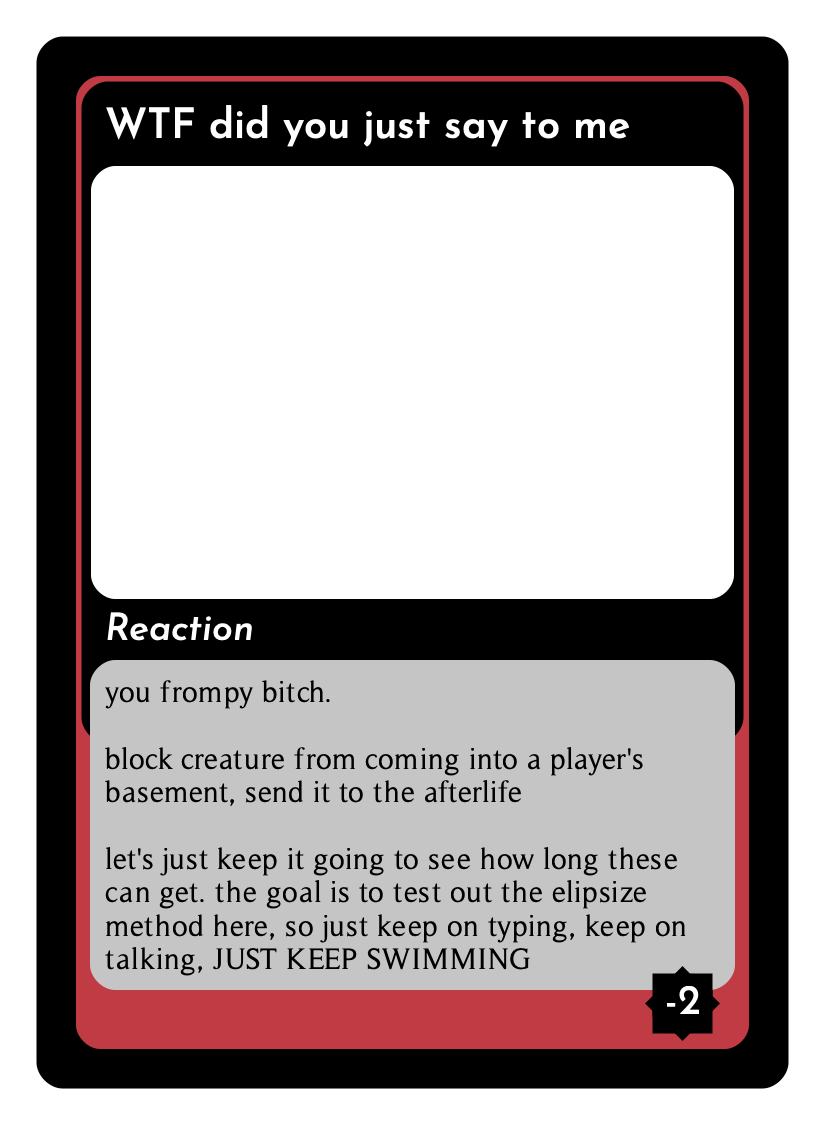 WTF did you just say to me
Reaction
you frompy bitch.
block creature from coming into a player's
basement, send it to the afterlife
let's just keep it going to see how long these
can get. the goal is to test out the elipsize
method here, so just keep on typing, keep on
talking, JUST KEEP SWIMMING
-2